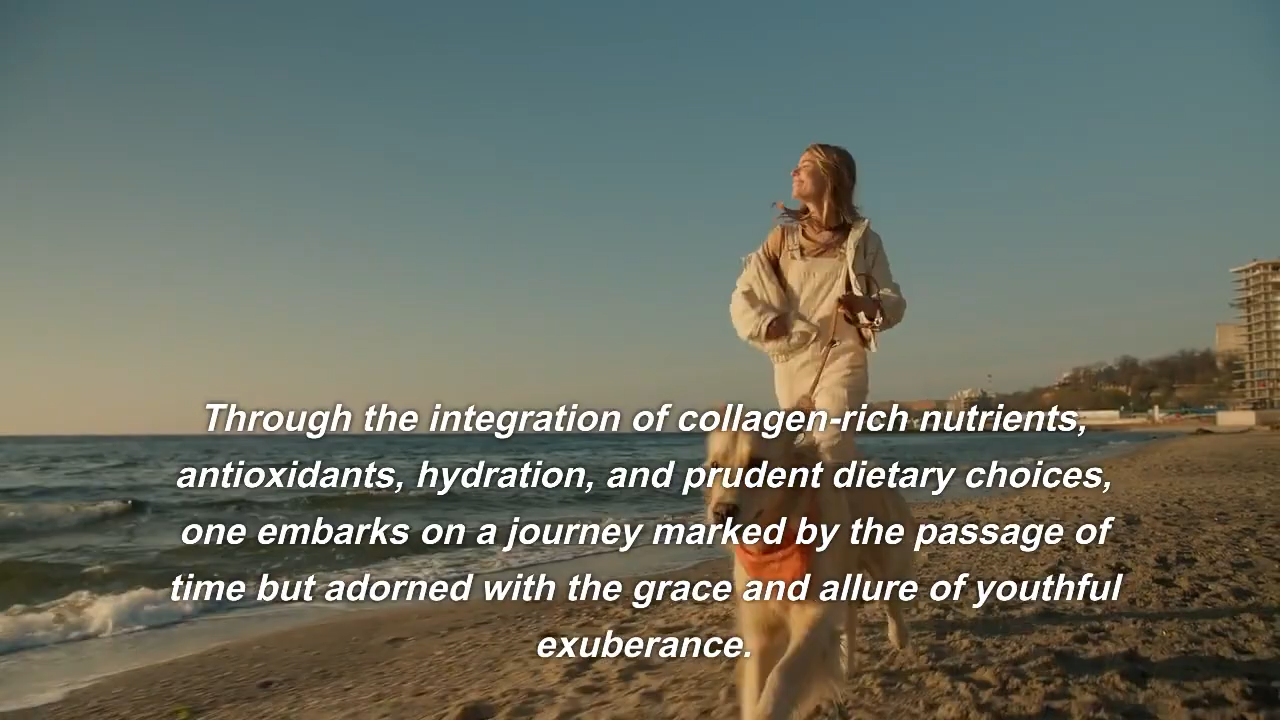 Through the integration of collagen-rich nutrients,
antioxidants, hydration, and prudent dietary choices,
one embarks on a journey marked by the passage of
time but adorned with the grace and allure of youthful
exuberance.